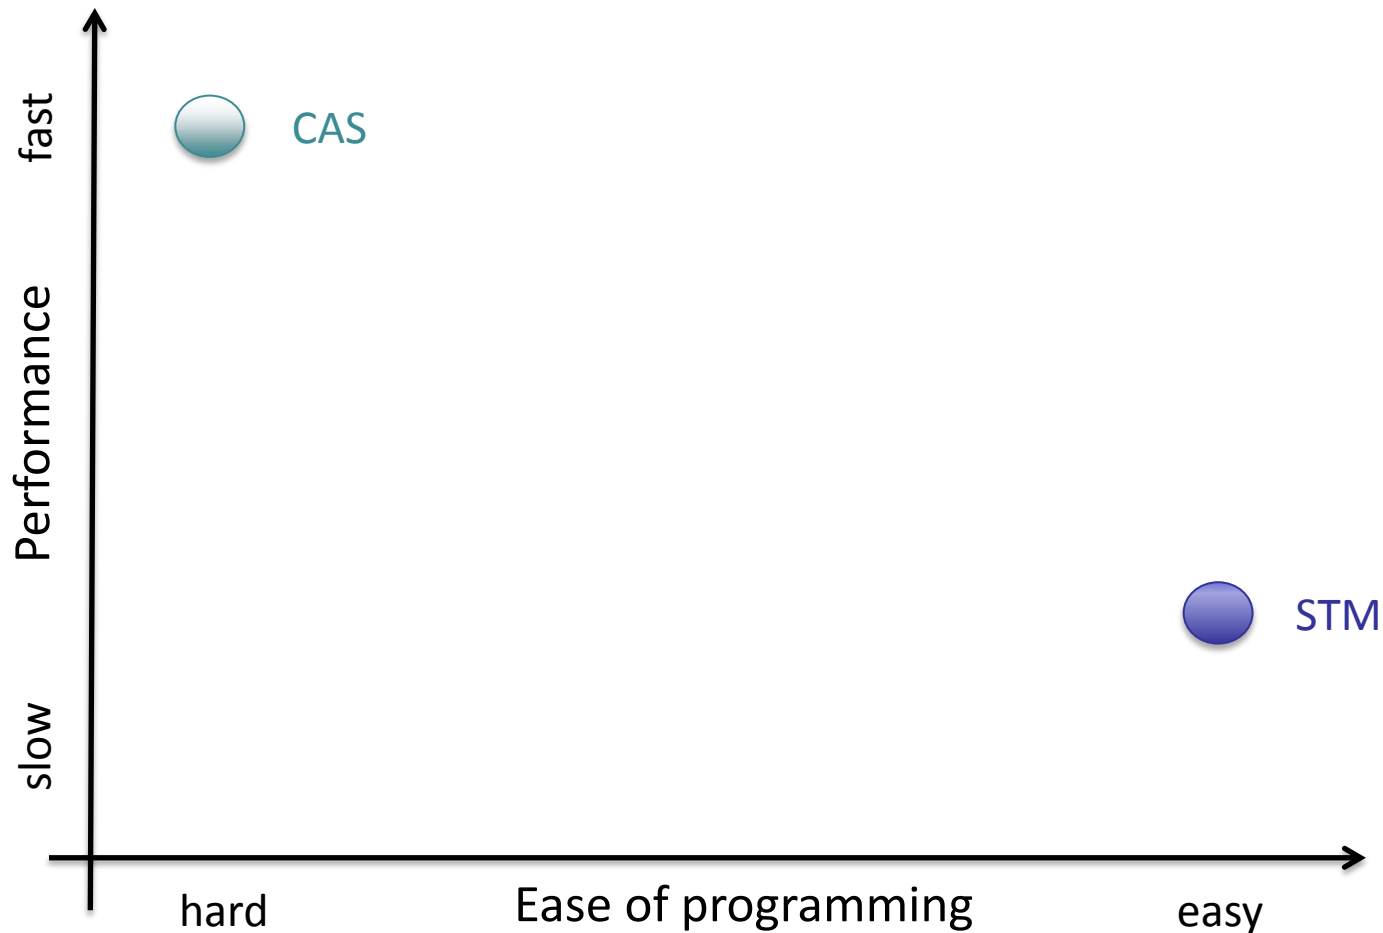 fast
CAS
Performance
STM
slow
hard
Ease of programming
easy